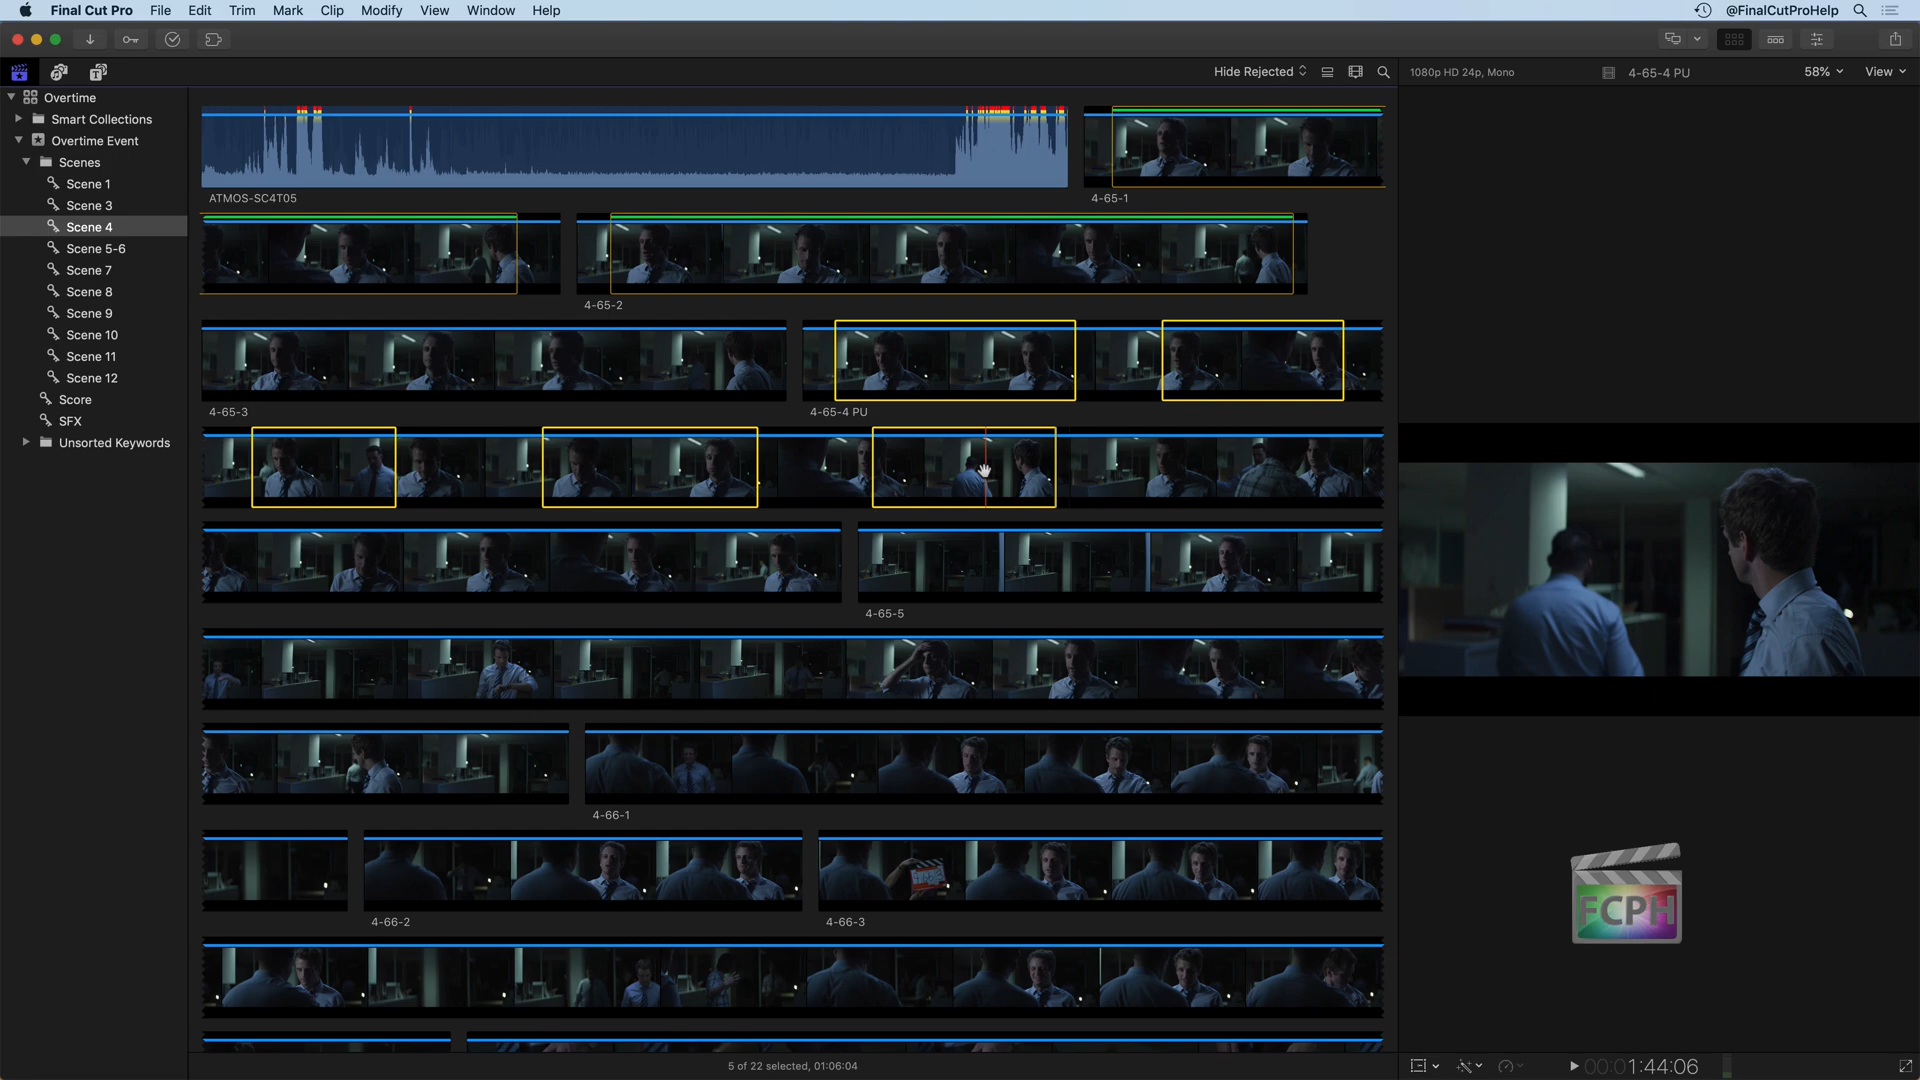 Final Cut Pro File Edit Trim Mark Clip Modify View Window Help @FinalCutProHelp
Hide Rejected 1080p HD 24p, Mono 4-65-4 PU 58% View
Overtime
Smart Collections
Overtime Event
Scenes
Scene 1
Scene 3
Scene 4
Scene 5-6
Scene 7
Scene 8
Scene 9
Scene 10
Scene 11
Scene 12
Score
SFX
Unsorted Keywords
ATMOS-SC4T05 4-65-1
4-65-2
4-65-3 4-65-4 PU
4-65-5
4-66-1
4-66-2 4-66-3
FCPH
5 of 22 selected, 01:06:04
00:01:44:06